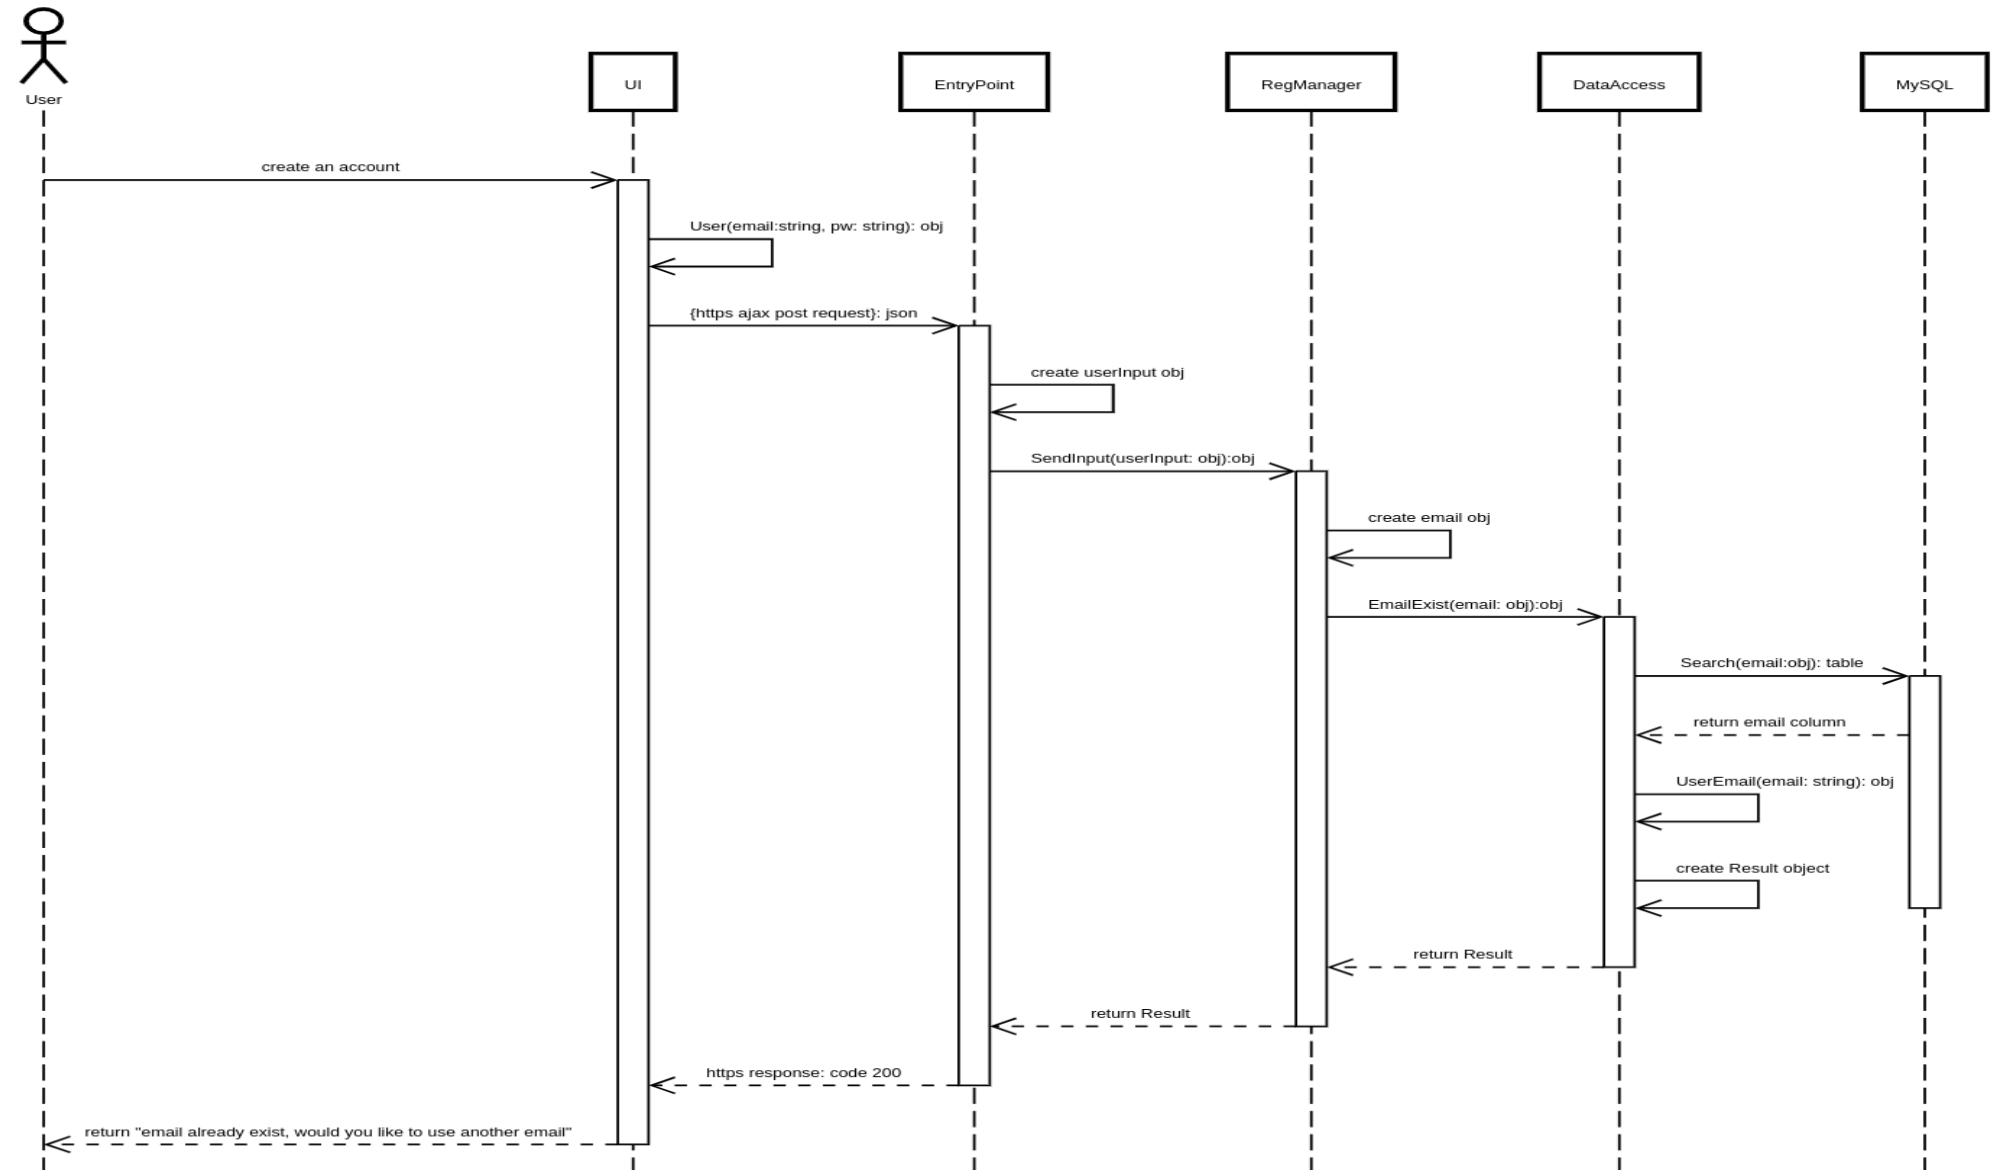 User
UI
EntryPoint
RegManager
DataAccess
MySQL
create an account
User(email:string, pw: string): obj
{https ajax post request}: json
create userInput obj
SendInput(userInput: obj):obj
create email obj
EmailExist(email: obj):obj
Search(email:obj): table
return email column
UserEmail(email: string): obj
create Result object
return Result
return Result
https response: code 200
return "email already exist, would you like to use another email"